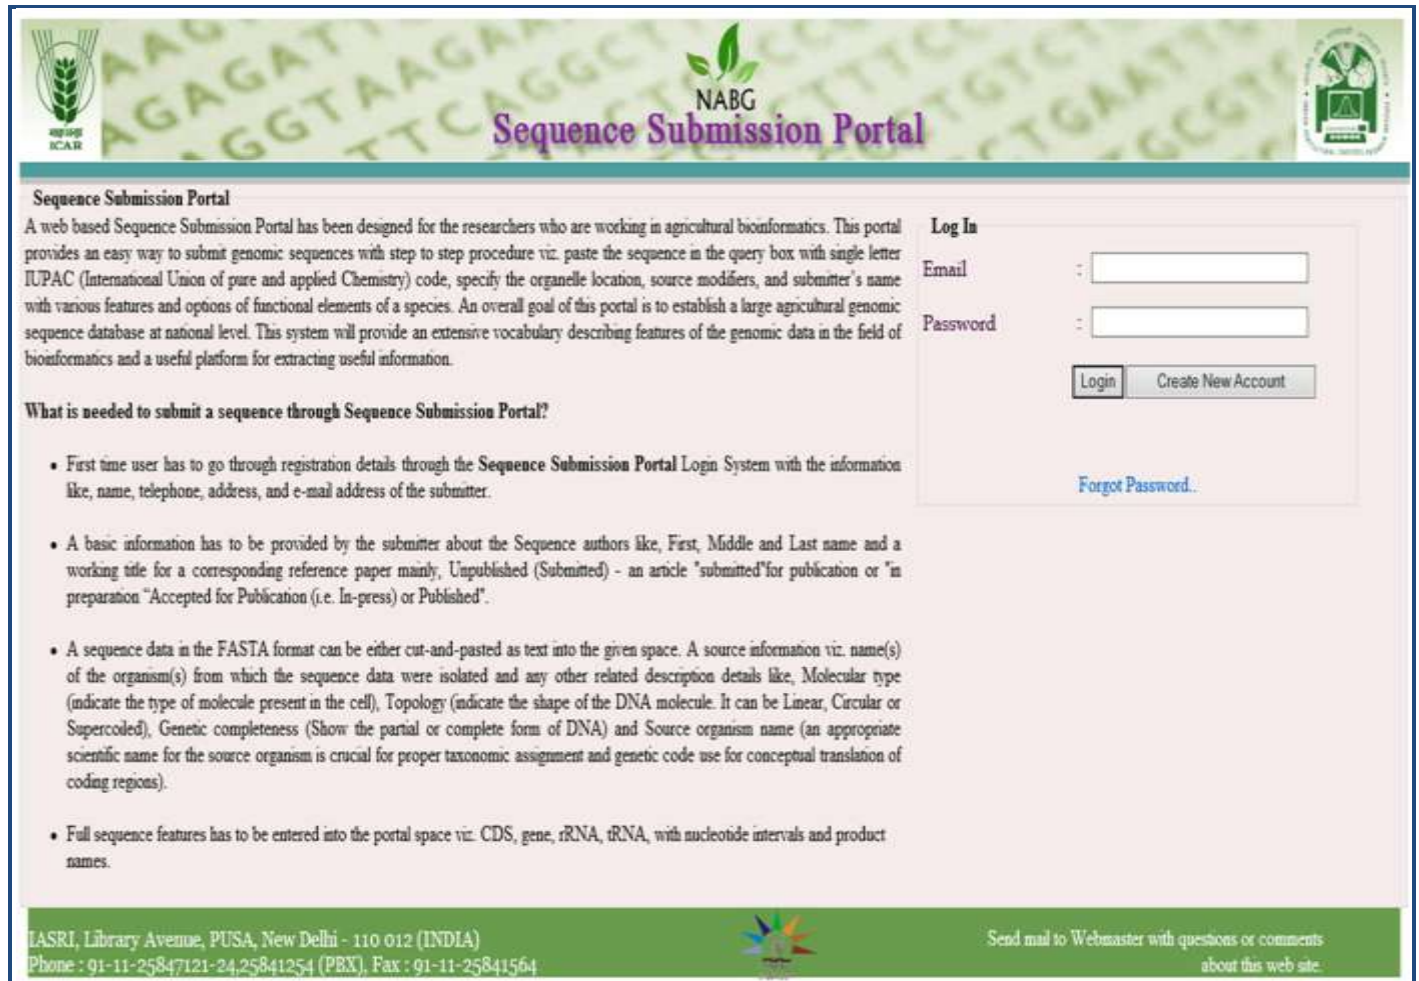 AAGAGATTAAGAA
AGAGATTAAGAGGCT
GAGGTAAGAGGCT
AGGTTCAGGCT
NABG
Sequence Submission Portal
ICAR
Sequence Submission Portal
A web based Sequence Submission Portal has been designed for the researchers who are working in agricultural bioinformatics. This portal
provides an easy way to submit genomic sequences with step to step procedure viz. paste the sequence in the query box with single letter
IUPAC (International Union of pure and applied Chemistry) code, specify the organelle location, source modifiers, and submitter's name
with various features and options of functional elements of a species. An overall goal of this portal is to establish a large agricultural genomic
sequence database at national level. This system will provide an extensive vocabulary describing features of the genomic data in the field of
bioinformatics and a useful platform for extracting useful information.
What is needed to submit a sequence through Sequence Submission Portal?
• First time user has to go through registration details through the Sequence Submission Portal Login System with the information
like, name, telephone, address, and e-mail address of the submitter.
• A basic information has to be provided by the submitter about the Sequence authors like, First, Middle and Last name and a
working title for a corresponding reference paper mainly, Unpublished (Submitted) - an article "submitted"for publication or "in
preparation “Accepted for Publication (i.e. In-press) or Published".
• A sequence data in the FASTA format can be either cut-and-pasted as text into the given space. A source information viz. name(s)
of the organism(s) from which the sequence data were isolated and any other related description details like, Molecular type
(indicate the type of molecule present in the cell), Topology (indicate the shape of the DNA molecule. It can be Linear, Circular or
Supercoiled), Genetic completeness (Show the partial or complete form of DNA) and Source organism name (an appropriate
scientific name for the source organism is crucial for proper taxonomic assignment and genetic code use for conceptual translation of
coding regions).
• Full sequence features has to be entered into the portal space viz. CDS, gene, rRNA, tRNA, with nucleotide intervals and product
names.
Log In
Email :
Password :
Login Create New Account
Forgot Password..
IASRI, Library Avenue, PUSA, New Delhi - 110 012 (INDIA)
Phone : 91-11-25847121-24,25841254 (PBX), Fax : 91-11-25841564
Send mail to Webmaster with questions or comments
about this web site.